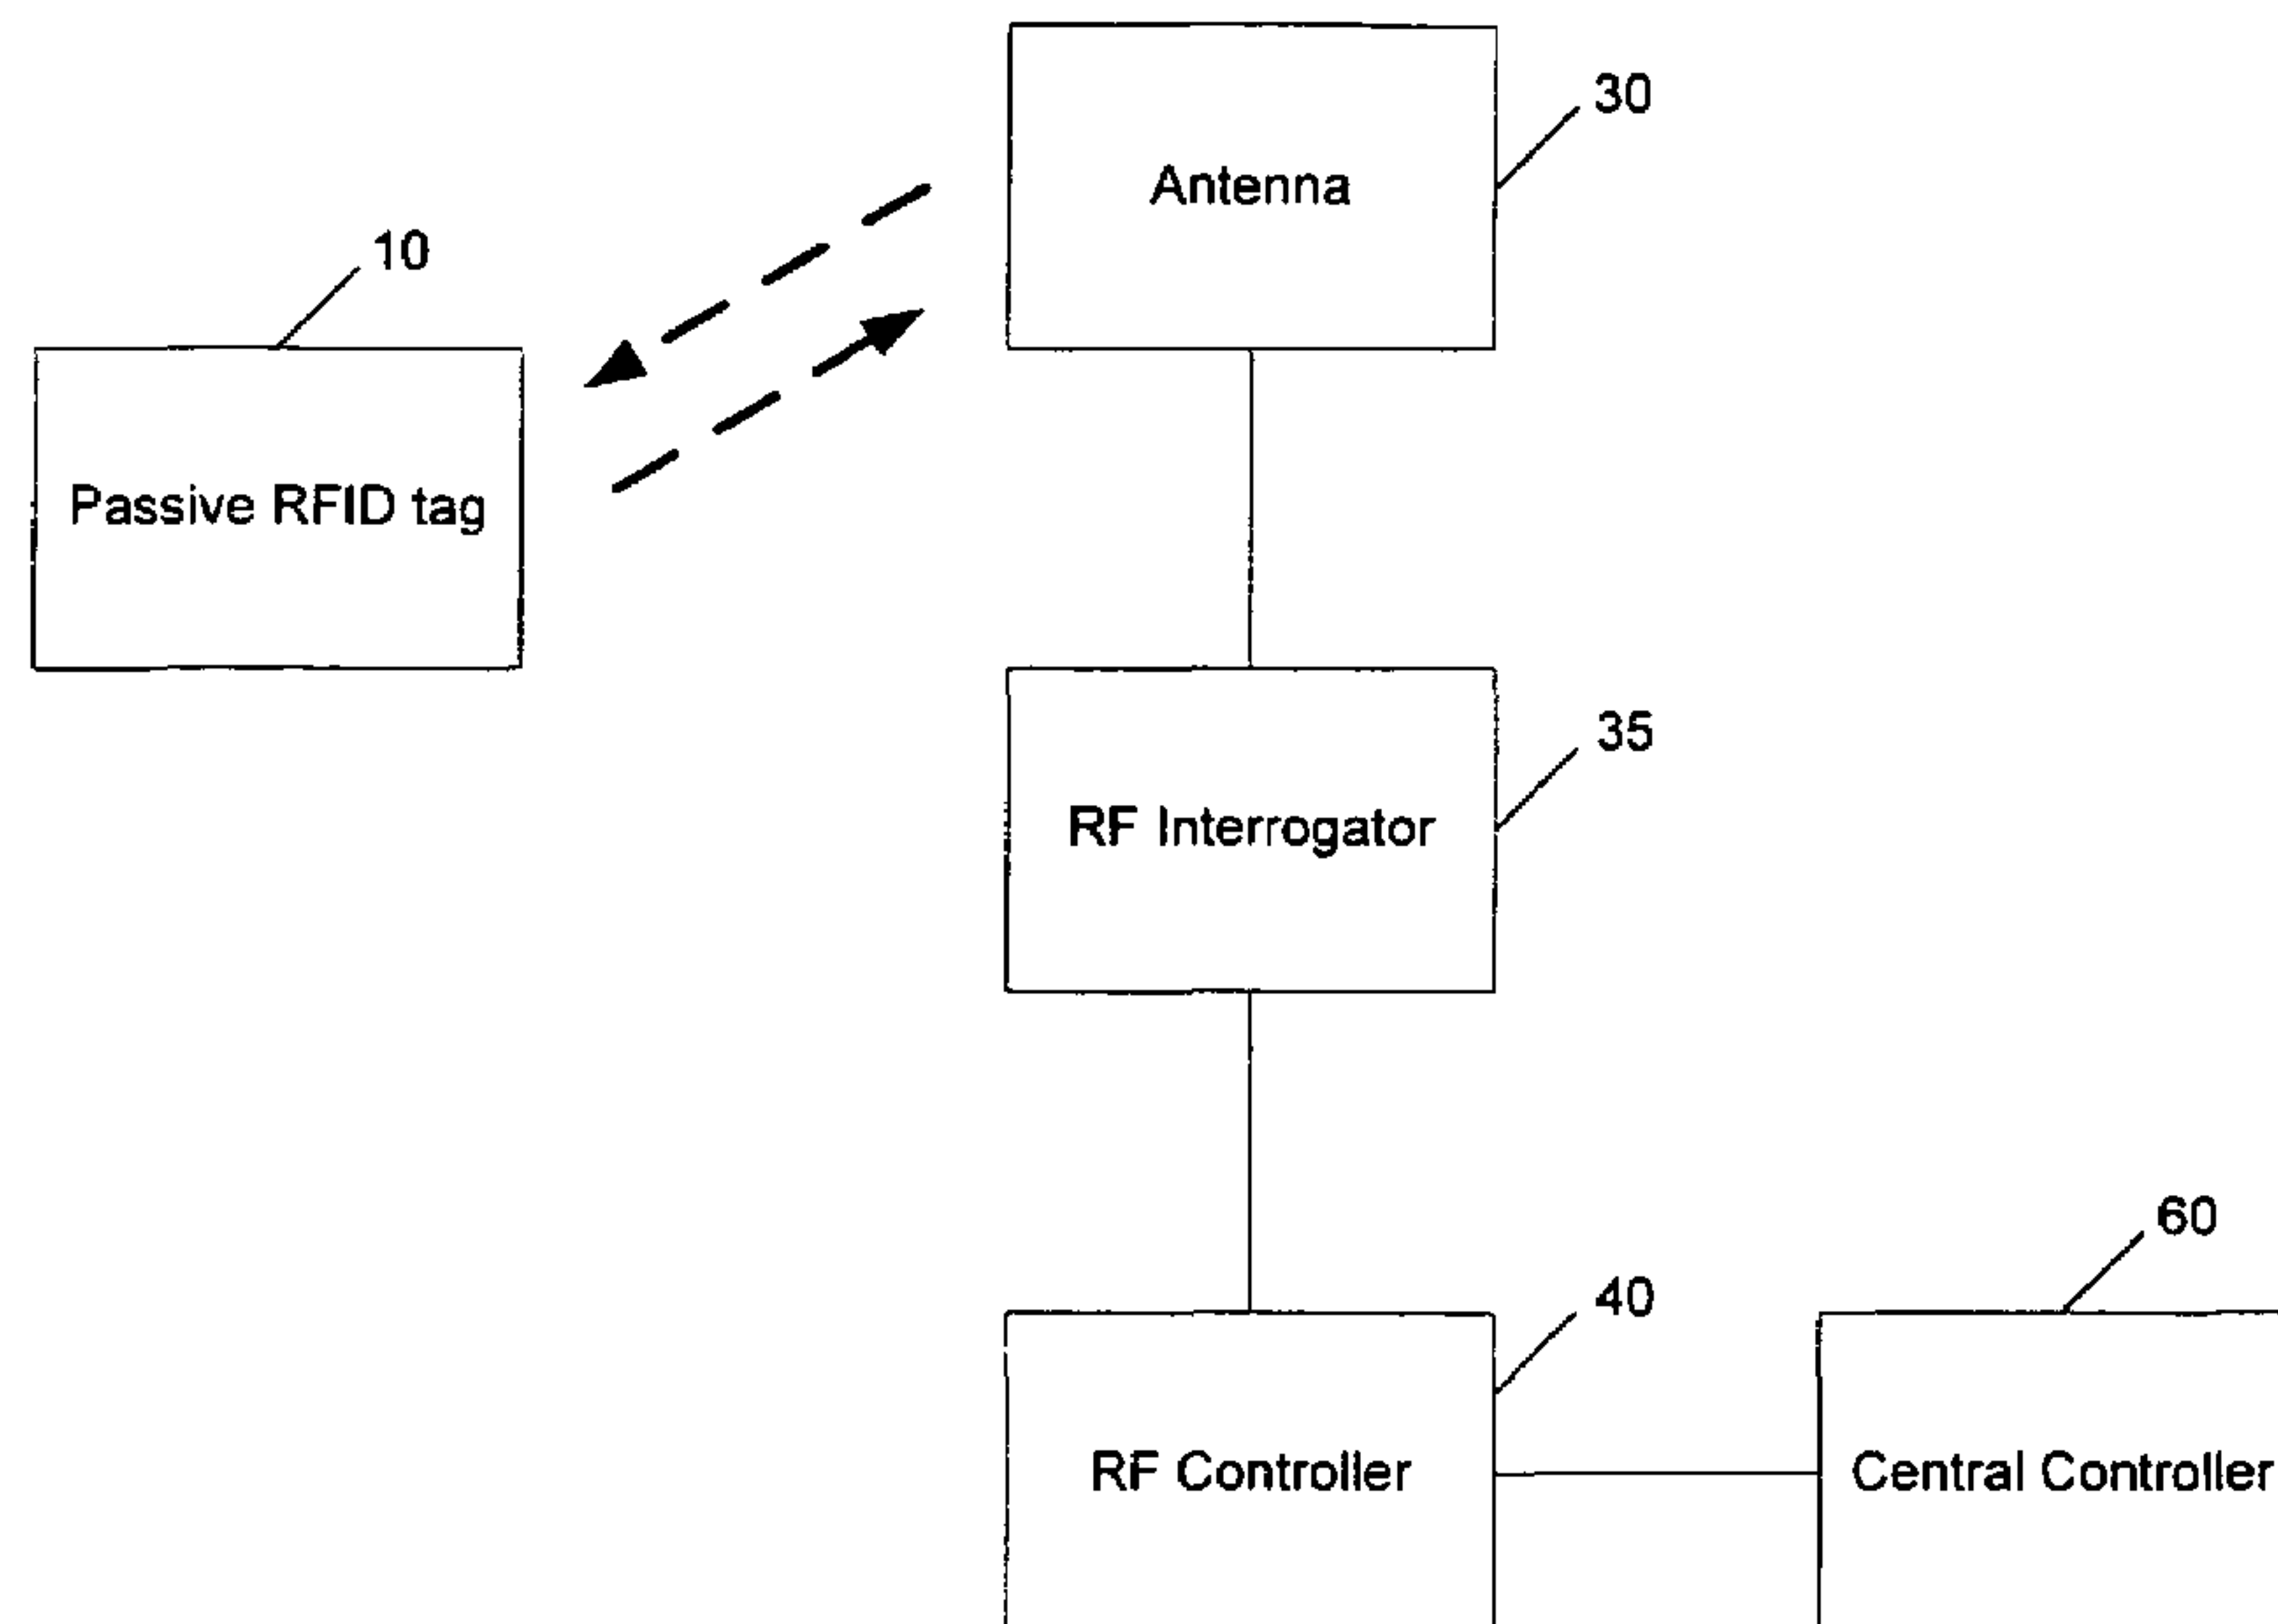 30
Antenna
10
Passive RFID tag
35
RF Interrogator
60
40
RF Controller
Central Controller